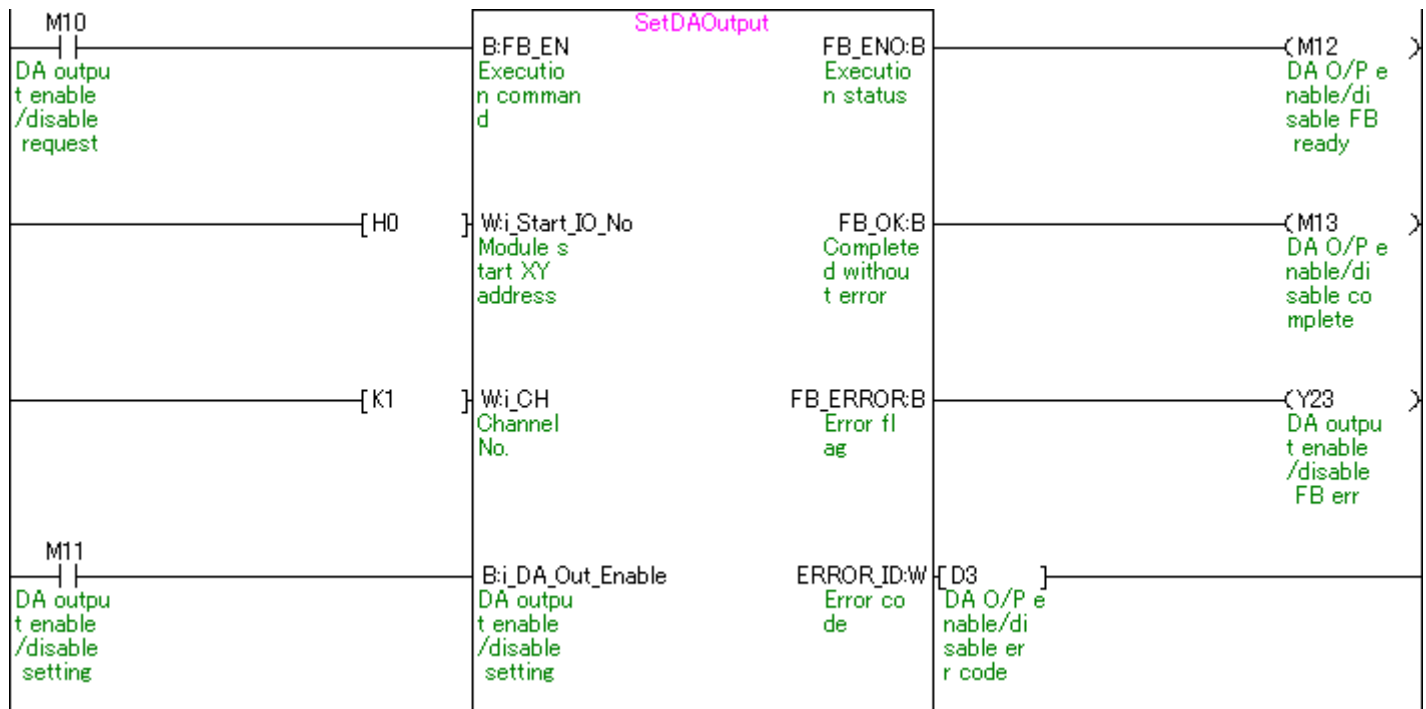 SetDAOutput
M10
B:FB_EN
FB_ENO:B
(M12 )
DA outpu
t enable
/disable
request
Executio
n comman
d
Executio
n status
DA O/P e
nable/di
sable FB
ready
[ H0 ]
W:i_Start_IO_No
FB_OK:B
(M13 )
Module s
tart XY
address
Complete
d withou
t error
DA O/P e
nable/di
sable co
mplete
[ K1 ]
W:i_CH
FB_ERROR:B
(Y23 )
Channel
No.
Error fl
ag
DA outpu
t enable
/disable
FB err
M11
B:i_DA_Out_Enable
ERROR_ID:W
[ D3 ]
DA outpu
t enable
/disable
setting
DA outpu
t enable
/disable
setting
Error co
de
DA O/P e
nable/di
sable er
r code